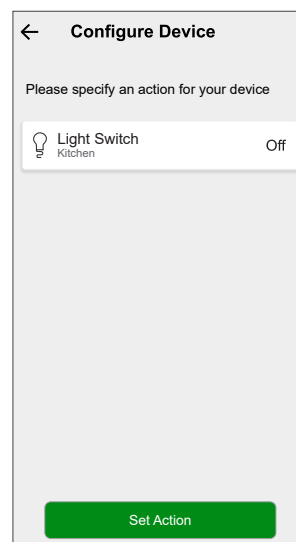 Configure Device
Please specify an action for your device
Light Switch
Kitchen
Off
Set Action